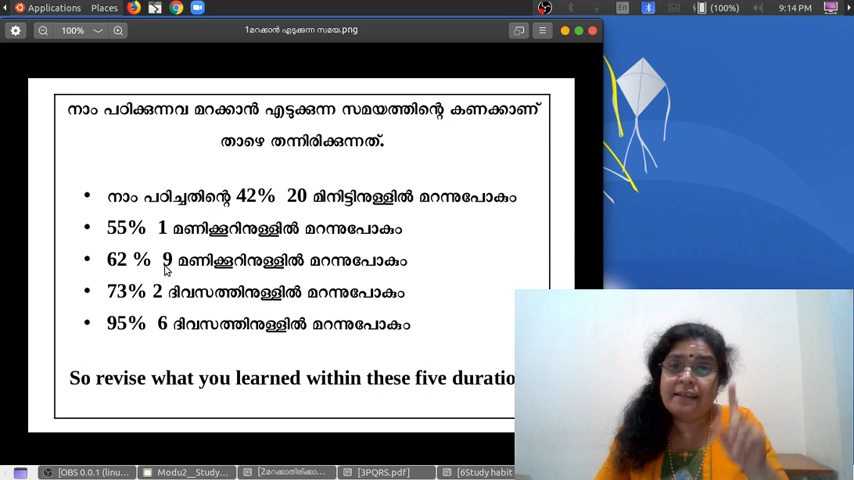 Applications Places En (100%) 9:14 PM
100% 1മറക്കാൻ എടുക്കുന്ന സമയ.png
നാം പഠിക്കുന്നവ മറക്കാൻ എടുക്കുന്ന സമയത്തിന്റെ കണക്കാണ്
താഴെ തന്നിരിക്കുന്നത്.
• നാം പഠിച്ചതിന്റെ 42% 20 മിനിട്ടിനുള്ളിൽ മറന്നുപോകും
• 55% 1 മണിക്കൂറിനുള്ളിൽ മറന്നുപോകും
• 62 % 9 മണിക്കൂറിനുള്ളിൽ മറന്നുപോകും
• 73% 2 ദിവസത്തിനുള്ളിൽ മറന്നുപോകും
• 95% 6 ദിവസത്തിനുള്ളിൽ മറന്നുപോകും
So revise what you learned within these five duratio
[OBS 0.0.1 (linu... Modu2__Study... [2മറക്കാതിരിക്കാ... [3PQRS.pdf] [6Study habit